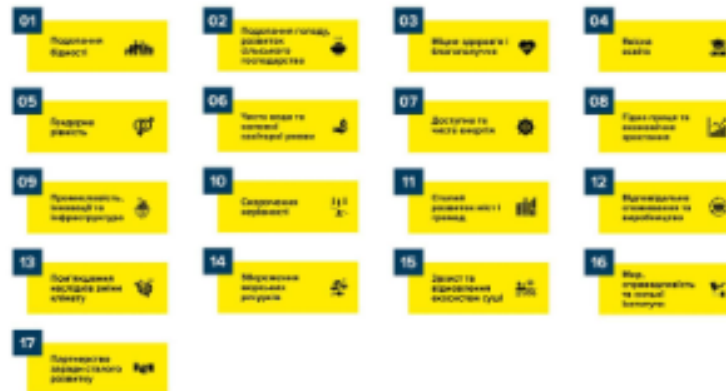 01
Подолання
бідності
02
Подолання голоду,
розвиток
сільського
господарства
03
Міцне здоров'я і
благополуччя
04
Якісна
освіта
05
Гендерна
рівність
06
Чиста вода та
належні
санітарні умови
07
Доступна та
чиста енергія
08
Гідна праця та
економічне
зростання
09
Промисловість,
інновації та
інфраструктура
10
Скорочення
нерівності
11
Сталий
розвиток міст і
громад
12
Відповідальне
споживання та
виробництво
13
Пом'якшення
наслідків зміни
клімату
14
Збереження
морських
ресурсів
15
Захист та
відновлення
екосистем суші
16
Мир,
справедливість
та сильні
інститути
17
Партнерство
заради сталого
розвитку